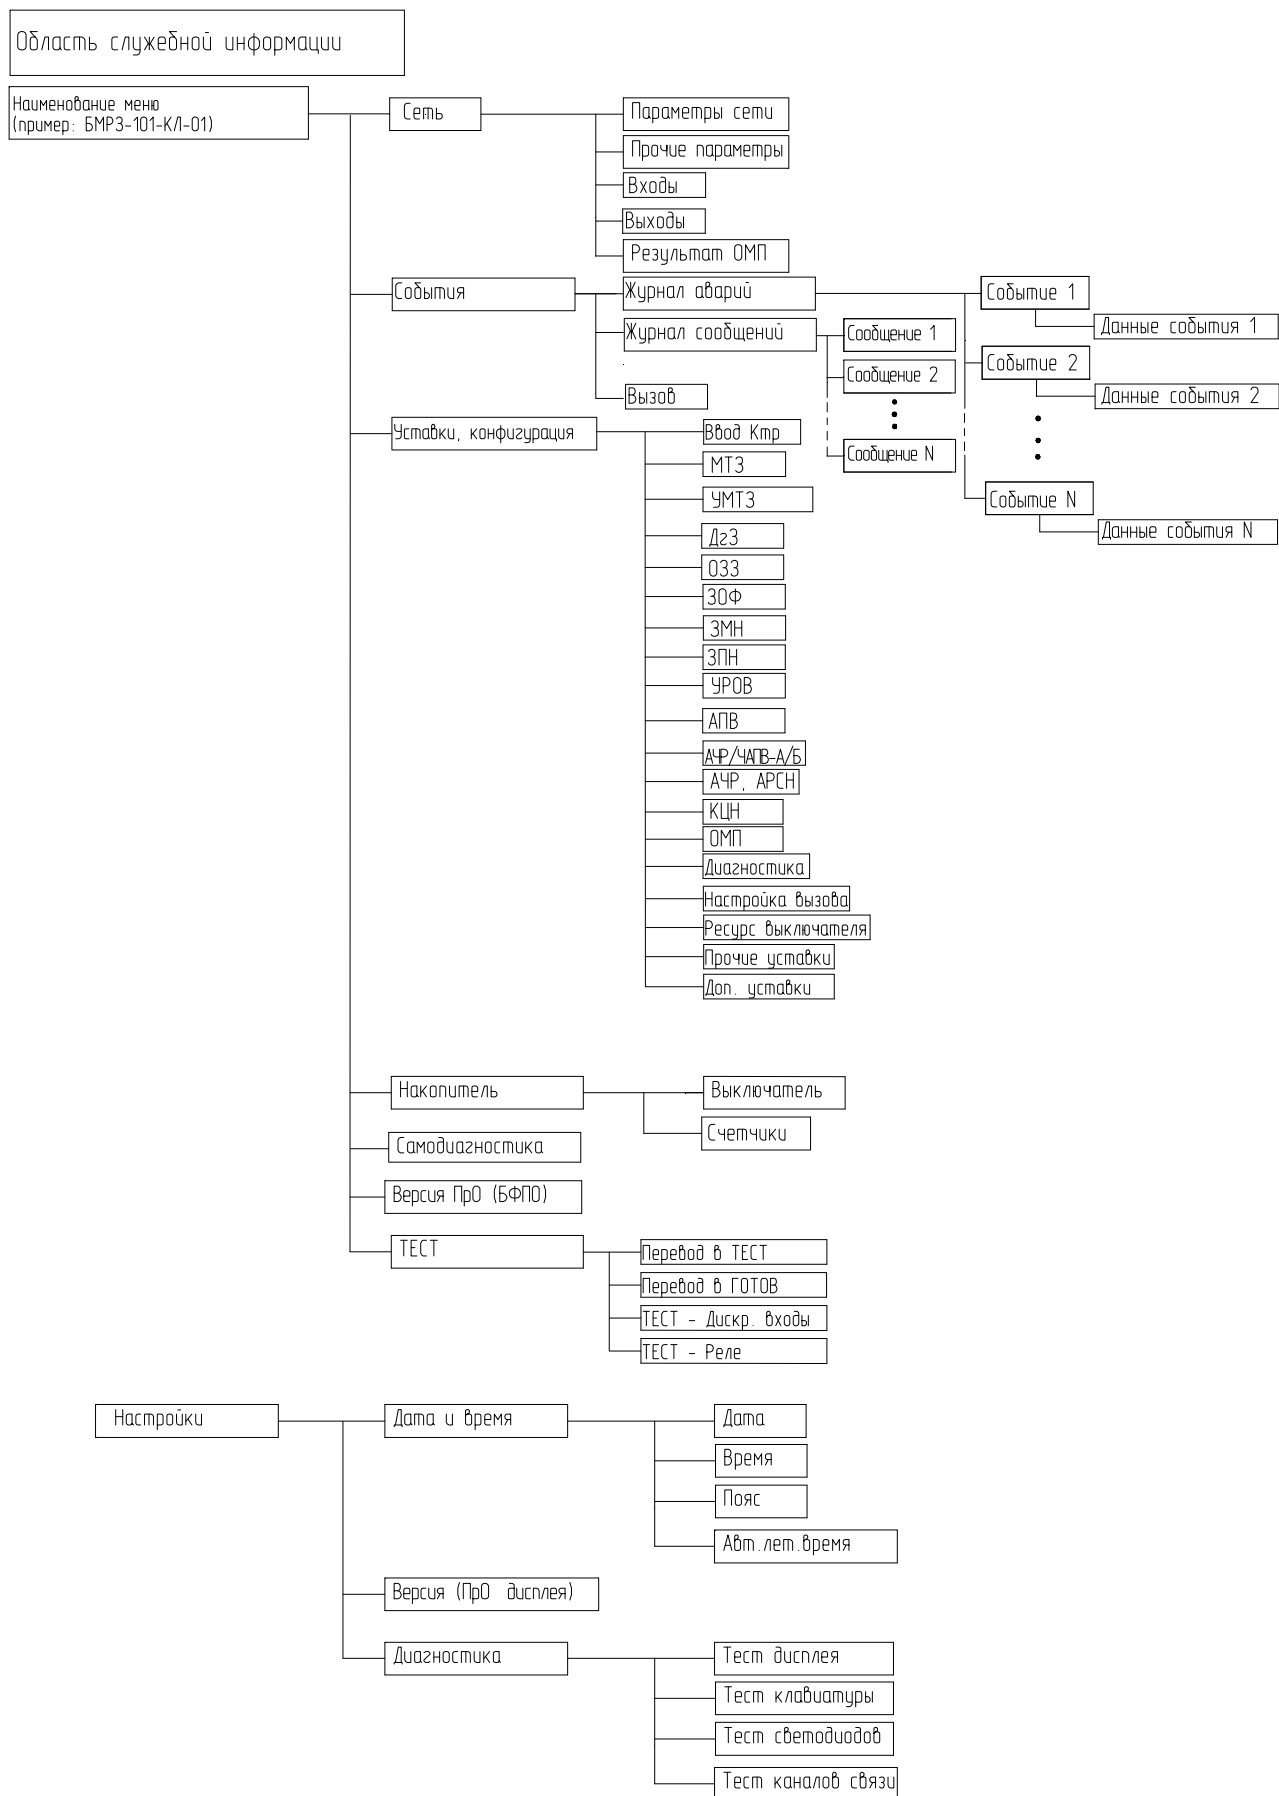 Область служебной информации
Наименование меню
(пример: БМРЗ-101-КЛ-01)
Сеть
Параметры сети
Прочие параметры
Входы
Выходы
Результат ОМП
События
Журнал аварий
Событие 1
Данные события 1
Журнал сообщений
Сообщение 1
Событие 2
Сообщение 2
Данные события 2
Вызов
Уставки, конфигурация
Ввод Ктр
Сообщение N
МТЗ
УМТЗ
Событие N
Данные события N
ДгЗ
ОЗЗ
ЗОФ
ЗМН
ЗПН
УРОВ
АПВ
АЧР/ЧАПВ-А/Б
АЧР, АРСН
КЦН
ОМП
Диагностика
Настройка вызова
Ресурс выключателя
Прочие уставки
Доп. уставки
Накопитель
Выключатель
Счетчики
Самодиагностика
Версия ПрО (БФПО)
ТЕСТ
Перевод в ТЕСТ
Перевод в ГОТОВ
ТЕСТ - Дискр. входы
ТЕСТ - Реле
Настройки
Дата и время
Дата
Время
Пояс
Авт.лет.время
Версия (ПрО дисплея)
Диагностика
Тест дисплея
Тест клавиатуры
Тест светодиодов
Тест каналов связи